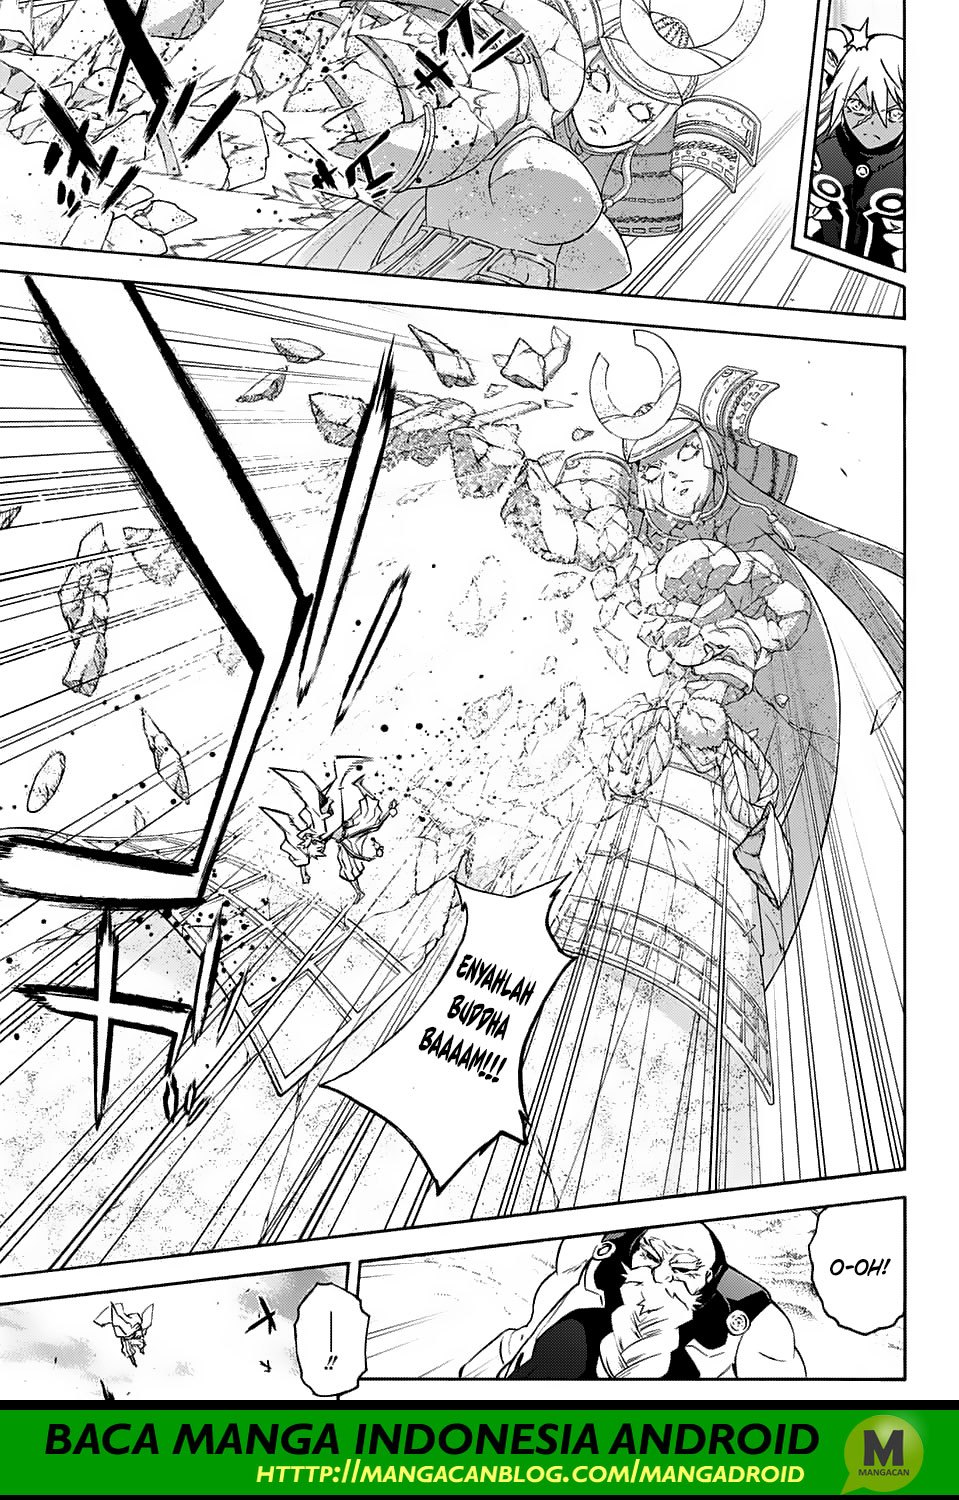 ENYAHLAH
BUDDHA
BAAAAM!!!
O-OH!
!!
BACA MANGA INDONESIA ANDROID
HTTTP://MANGACANBLOG.COM/MANGADROID
M
MANGACAN